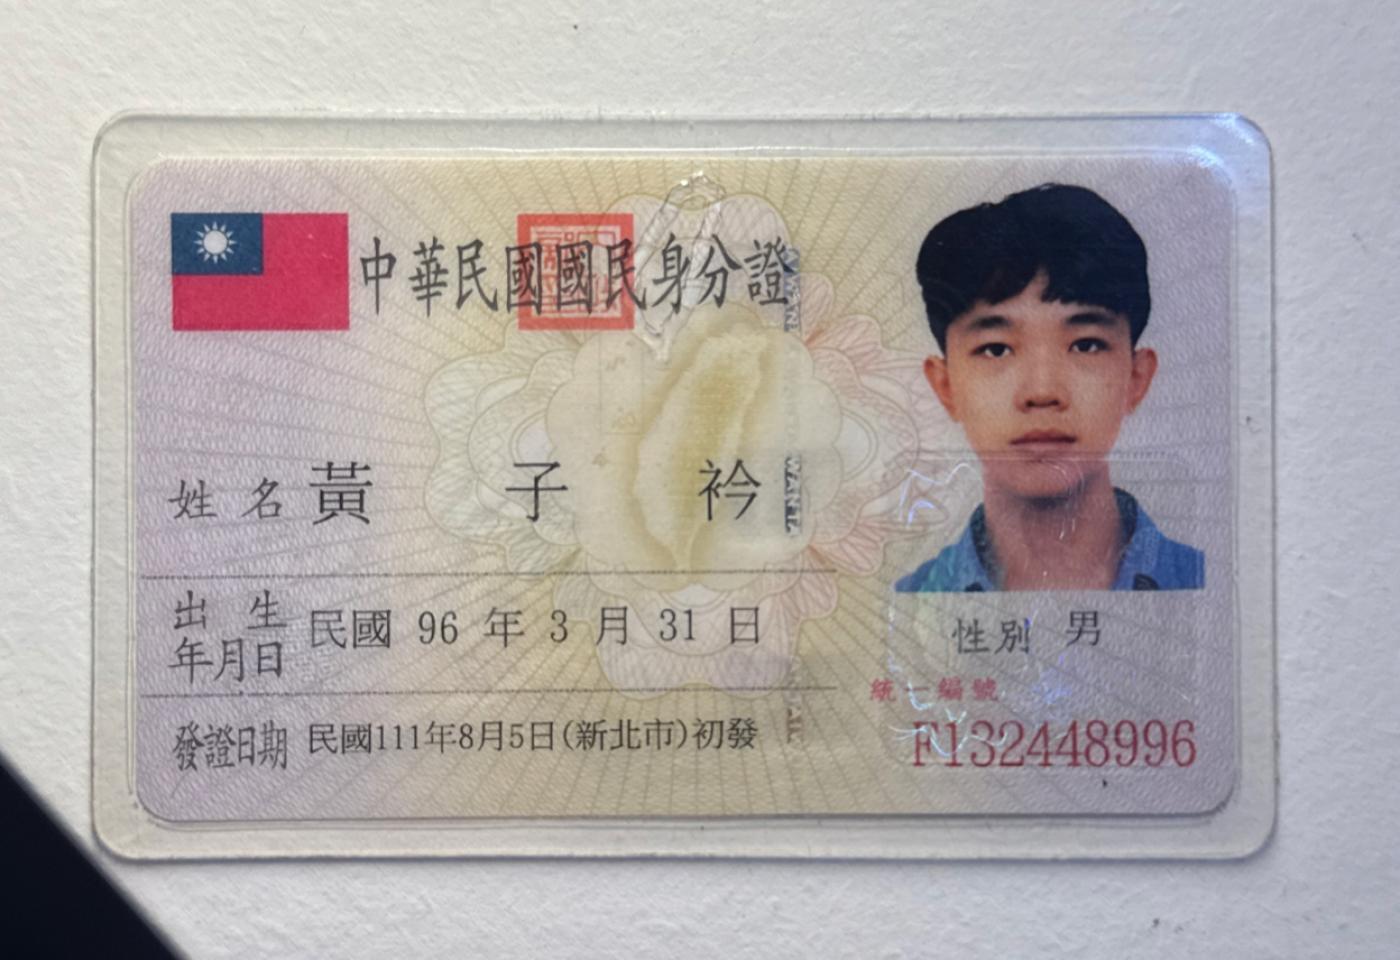 中華民國國民身分證
姓名 黃子衿
出生年月日 民國 96 年 3 月 31 日
性別 男
發證日期 民國111年8月5日(新北市)初發
統一編號
F132448996